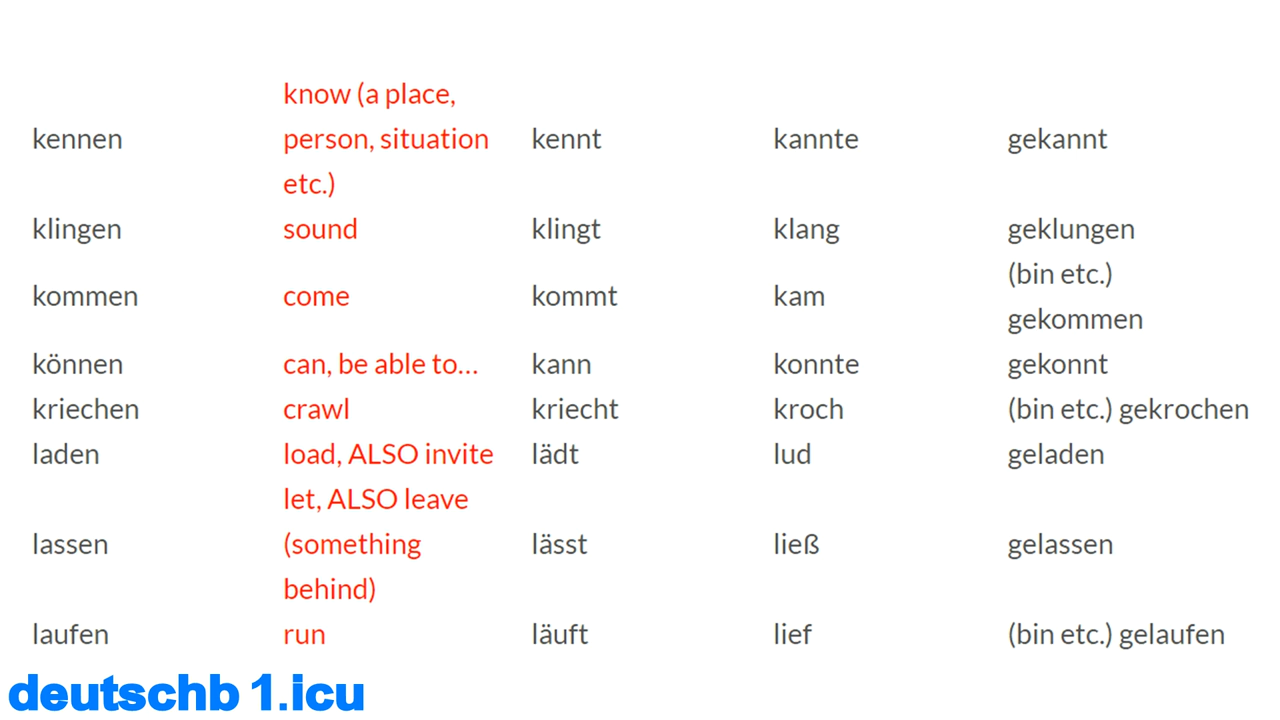 kennen know (a place, person, situation etc.) kennt kannte gekannt
klingen sound klingt klang geklungen
kommen come kommt kam (bin etc.) gekommen
können can, be able to... kann konnte gekonnt
kriechen crawl kriecht kroch (bin etc.) gekrochen
laden load, ALSO invite lädt lud geladen
lassen let, ALSO leave (something behind) lässt ließ gelassen
laufen run läuft lief (bin etc.) gelaufen
deutschb 1.icu